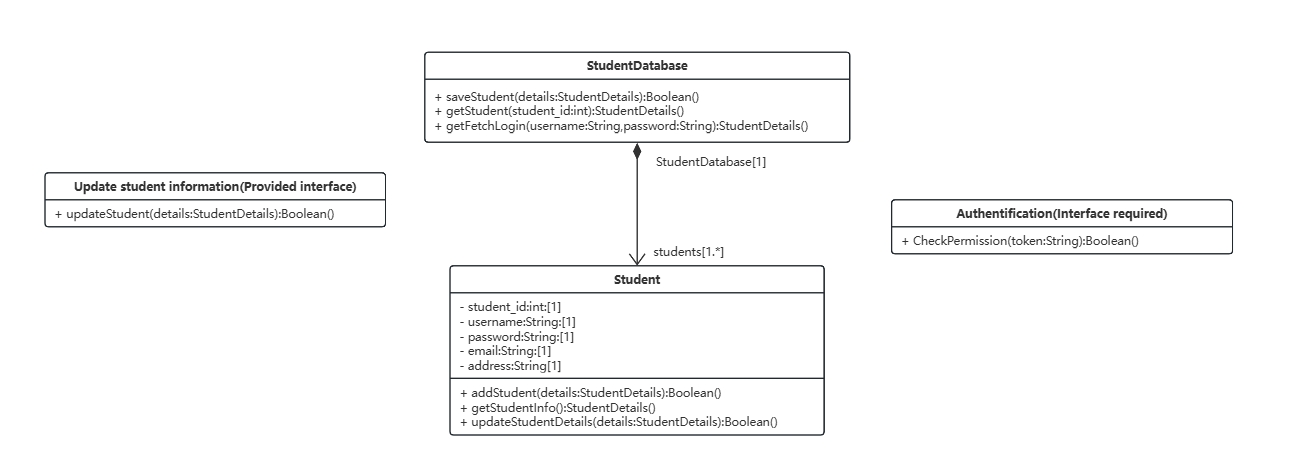 StudentDatabase
+ saveStudent(details:StudentDetails):Boolean()
+ getStudent(student_id:int):StudentDetails()
+ getFetchLogin(username:String,password:String):StudentDetails()
StudentDatabase[1]
Update student information(Provided interface)
+ updateStudent(details:StudentDetails):Boolean()
Authentification(Interface required)
+ CheckPermission(token:String):Boolean()
students[1.*]
Student
- student_id:int:[1]
- username:String:[1]
- password:String:[1]
- email:String:[1]
- address:String[1]
+ addStudent(details:StudentDetails):Boolean()
+ getStudentInfo():StudentDetails()
+ updateStudentDetails(details:StudentDetails):Boolean()